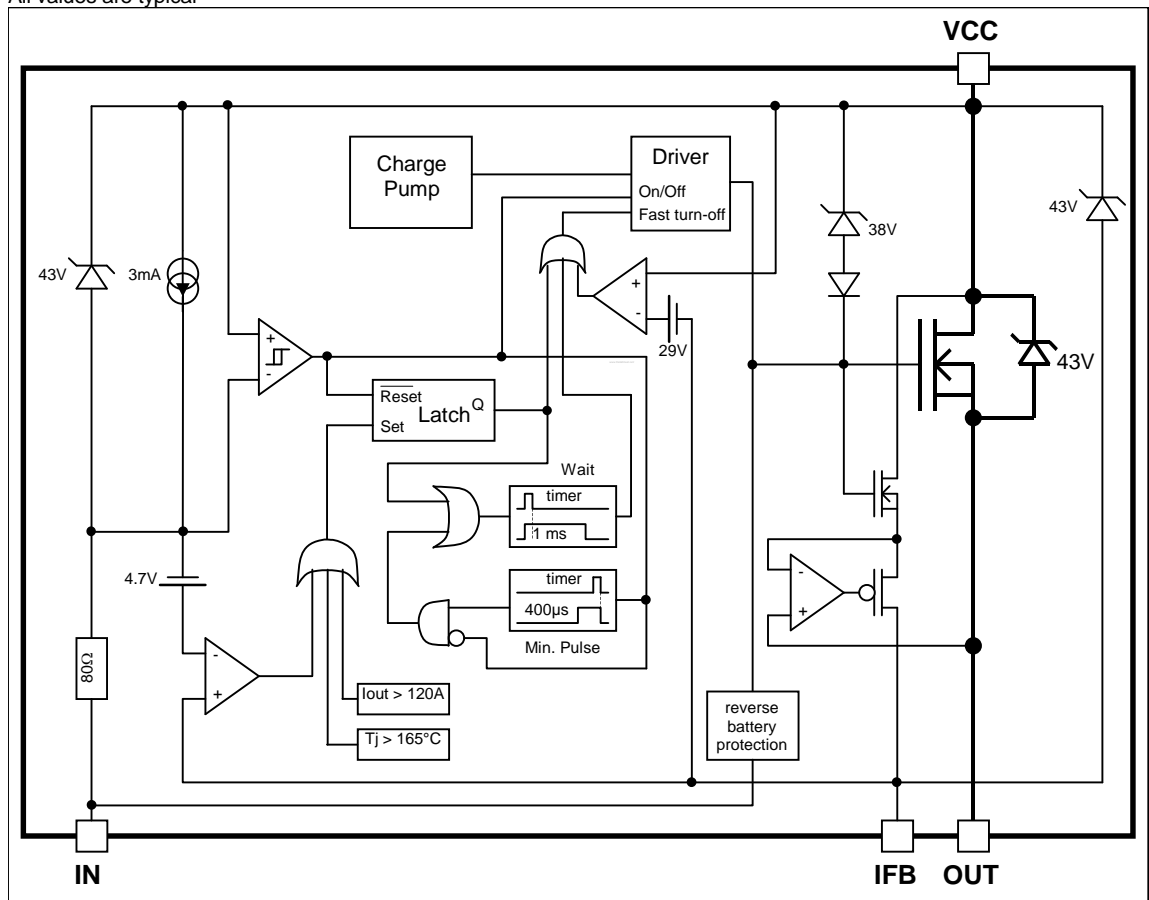 All values are typical
VCC
Charge
Pump
Driver
On/Off
Fast turn-off
43V
3mA
38V
43V
+
-
29V
+
-
43V
Reset
Latch
Q
Set
Wait
timer
1 ms
4.7V
timer
400µs
Min. Pulse
-
+
80Ω
-
+
Iout > 120A
Tj > 165°C
reverse
battery
protection
IN
IFB
OUT